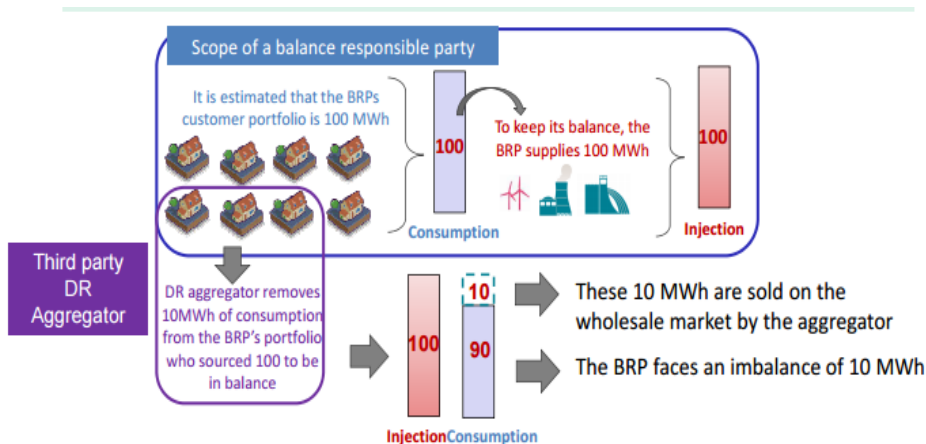 Scope of a balance responsible party
It is estimated that the BRPs
customer portfolio is 100 MWh
100
Consumption
To keep its balance, the
BRP supplies 100 MWh
100
Injection
Third party
DR
Aggregator
DR aggregator removes
10MWh of consumption
from the BRP's portfolio
who sourced 100 to be
in balance
100
10
90
Injection Consumption
These 10 MWh are sold on the
wholesale market by the aggregator
The BRP faces an imbalance of 10 MWh